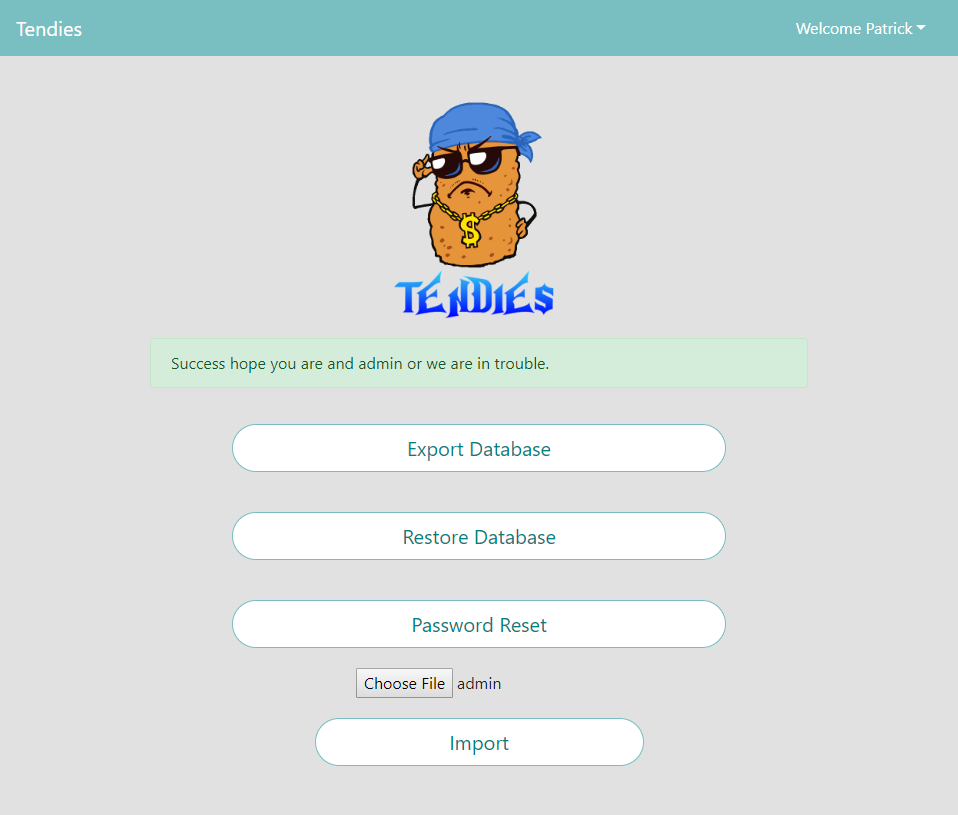 Tendies
Welcome Patrick
$
TENDIES
Success hope you are and admin or we are in trouble.
Export Database
Restore Database
Password Reset
Choose File admin
Import